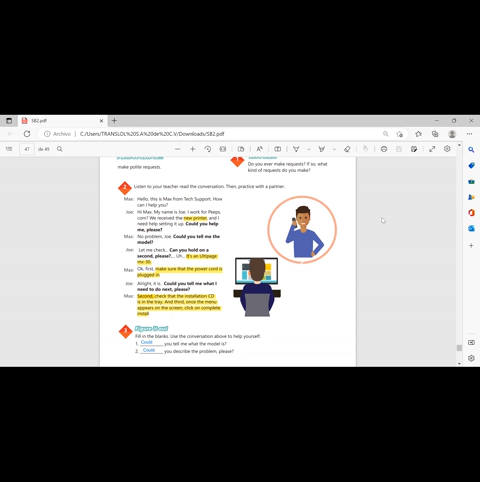 SB2.pdf
Archivo
C:/Users/TRANSLOL%20S.A%20de%20C.V/Downloads/SB2.pdf
47 de 49
make polite requests.
1
Do you ever make requests? If so, what
kind of requests do you make?
2 Listen to your teacher read the conversation. Then, practice with a partner.
Max: Hello, this is Max from Tech Support. How
can I help you?
Joe: Hi Max. My name is Joe. I work for Peeps.
com? We received the new printer, and I
need help setting it up. Could you help
me, please?
Max: No problem, Joe. Could you tell me the
model?
Joe: Let me check... Can you hold on a
second, please?... Uh... It's an Ultipage
mx-30.
Max: Ok, first, make sure that the power cord is
plugged in
Joe: Alright, it is. Could you tell me what I
need to do next, please?
Max: Second, check that the installation CD
is in the tray. And third, once the menu
appears on the screen, click on complete
install
3 Figure it out!
Fill in the blanks. Use the conversation above to help yourself.
1. Could you tell me what the model is?
2. Could you describe the problem, please?